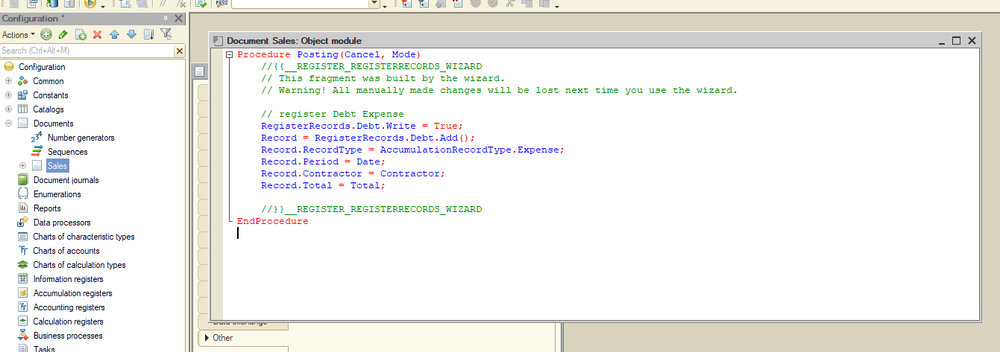 Configuration *
Actions
Search (Ctrl+Alt+M)
Configuration
Common
Constants
Catalogs
Documents
Number generators
Sequences
Sales
Document journals
Enumerations
Reports
Data processors
Charts of characteristic types
Charts of accounts
Charts of calculation types
Information registers
Accumulation registers
Accounting registers
Calculation registers
Business processes
Tasks
Document Sales: Object module
Procedure Posting(Cancel, Mode)
//{{__REGISTER_REGISTERRECORDS_WIZARD
// This fragment was built by the wizard.
// Warning! All manually made changes will be lost next time you use the wizard.
// register Debt Expense
RegisterRecords.Debt.Write = True;
Record = RegisterRecords.Debt.Add();
Record.RecordType = AccumulationRecordType.Expense;
Record.Period = Date;
Record.Contractor = Contractor;
Record.Total = Total;
//}}__REGISTER_REGISTERRECORDS_WIZARD
EndProcedure
Data exchange
Other